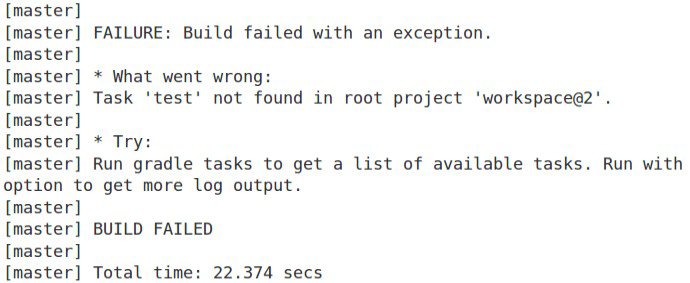 [master]
[master] FAILURE: Build failed with an exception.
[master]
[master] * What went wrong:
[master] Task 'test' not found in root project 'workspace@2'.
[master]
[master] * Try:
[master] Run gradle tasks to get a list of available tasks. Run with
option to get more log output.
[master]
[master] BUILD FAILED
[master]
[master] Total time: 22.374 secs